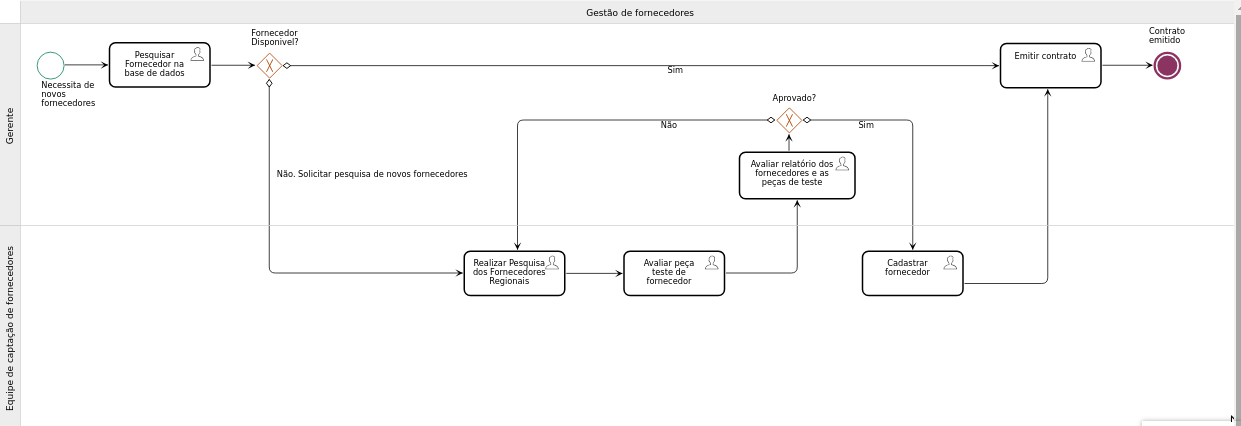 Gestão de fornecedores
Gerente
Necessita de
novos
fornecedores
Pesquisar
Fornecedor na
base de dados
Fornecedor
Disponivel?
Sim
Não. Solicitar pesquisa de novos fornecedores
Emitir contrato
Contrato
emitido
Aprovado?
Não
Sim
Avaliar relatório dos
fornecedores e as
peças de teste
Equipe de captação de fornecedores
Realizar Pesquisa
dos Fornecedores
Regionais
Avaliar peça
teste de
fornecedor
Cadastrar
fornecedor